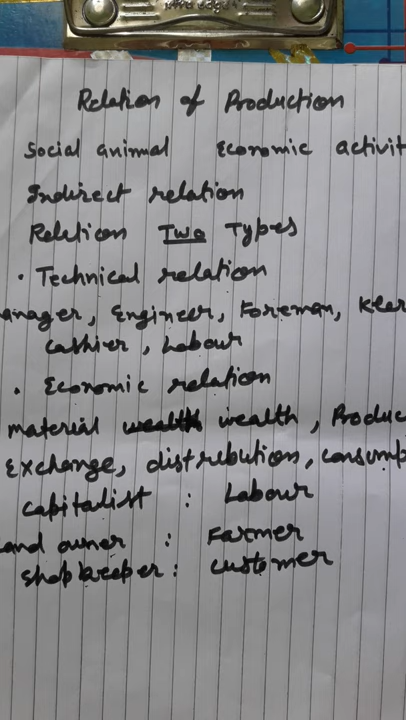 Relation of Production
Social animal Economic activit
Indirect relation
Relation Two Types
· Technical relation
anager, Engineer, Foreman, Kler
cashier, Labour
· Economic relation
material wealth wealth, Produc
Exchange, distribution, consump
capitalist : Labour
and owner : Farmer
shopkeeper : customer